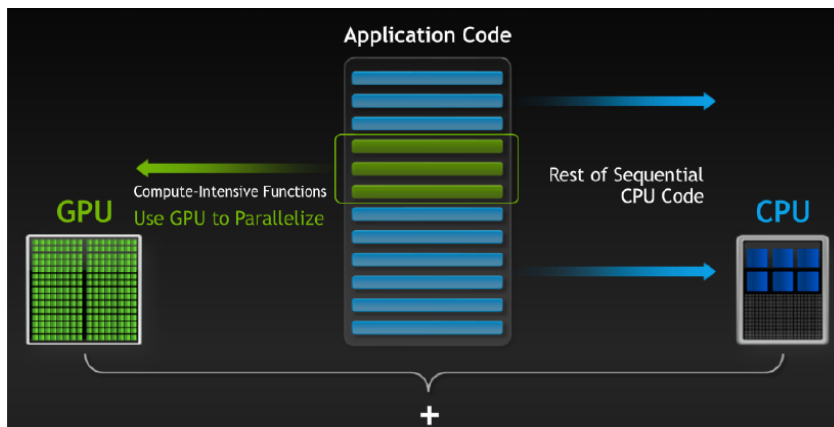 Application Code
Compute-Intensive Functions
Use GPU to Parallelize
GPU
Rest of Sequential
CPU Code
CPU
+